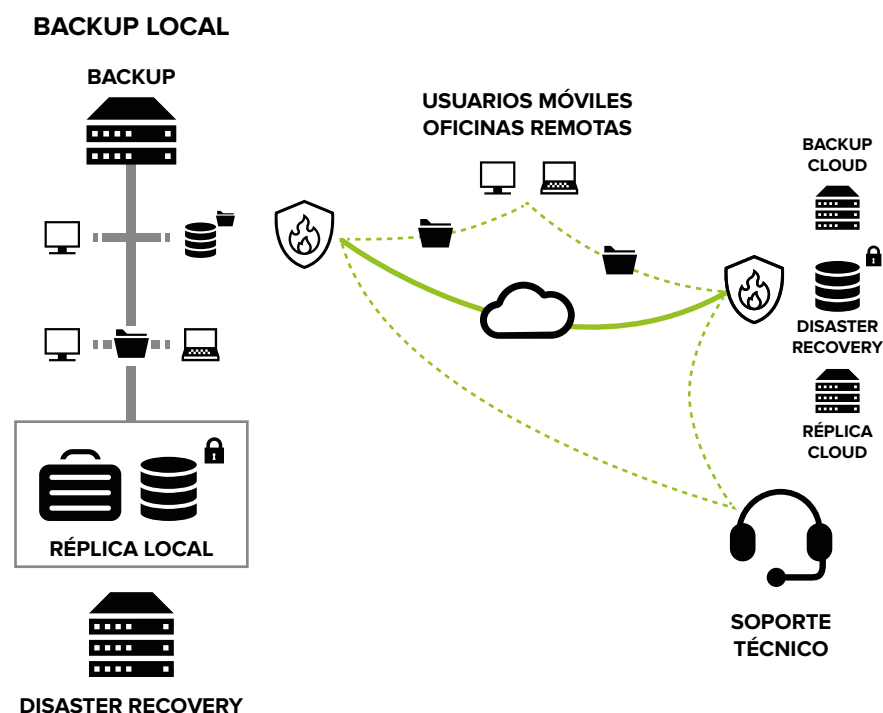 BACKUP LOCAL
BACKUP
RÉPLICA LOCAL
DISASTER RECOVERY
USUARIOS MÓVILES
OFICINAS REMOTAS
BACKUP
CLOUD
DISASTER
RECOVERY
RÉPLICA
CLOUD
SOPORTE
TÉCNICO